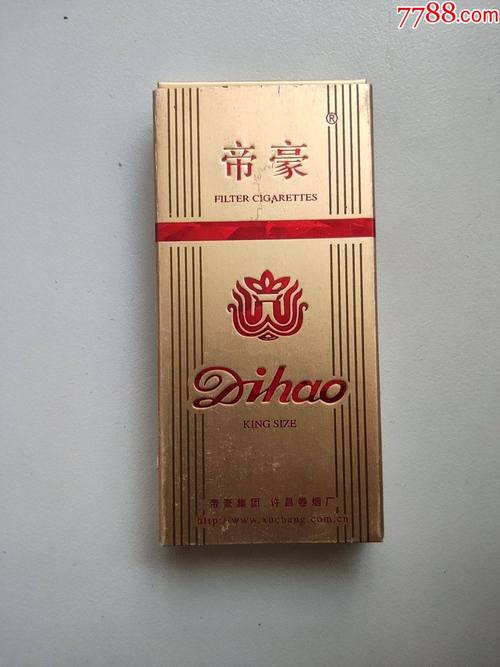 7788.com
®
帝豪
FILTER CIGARETTES
Dihao
KING SIZE
帝豪集团 许昌卷烟厂
http://www.xuchang.com.cn